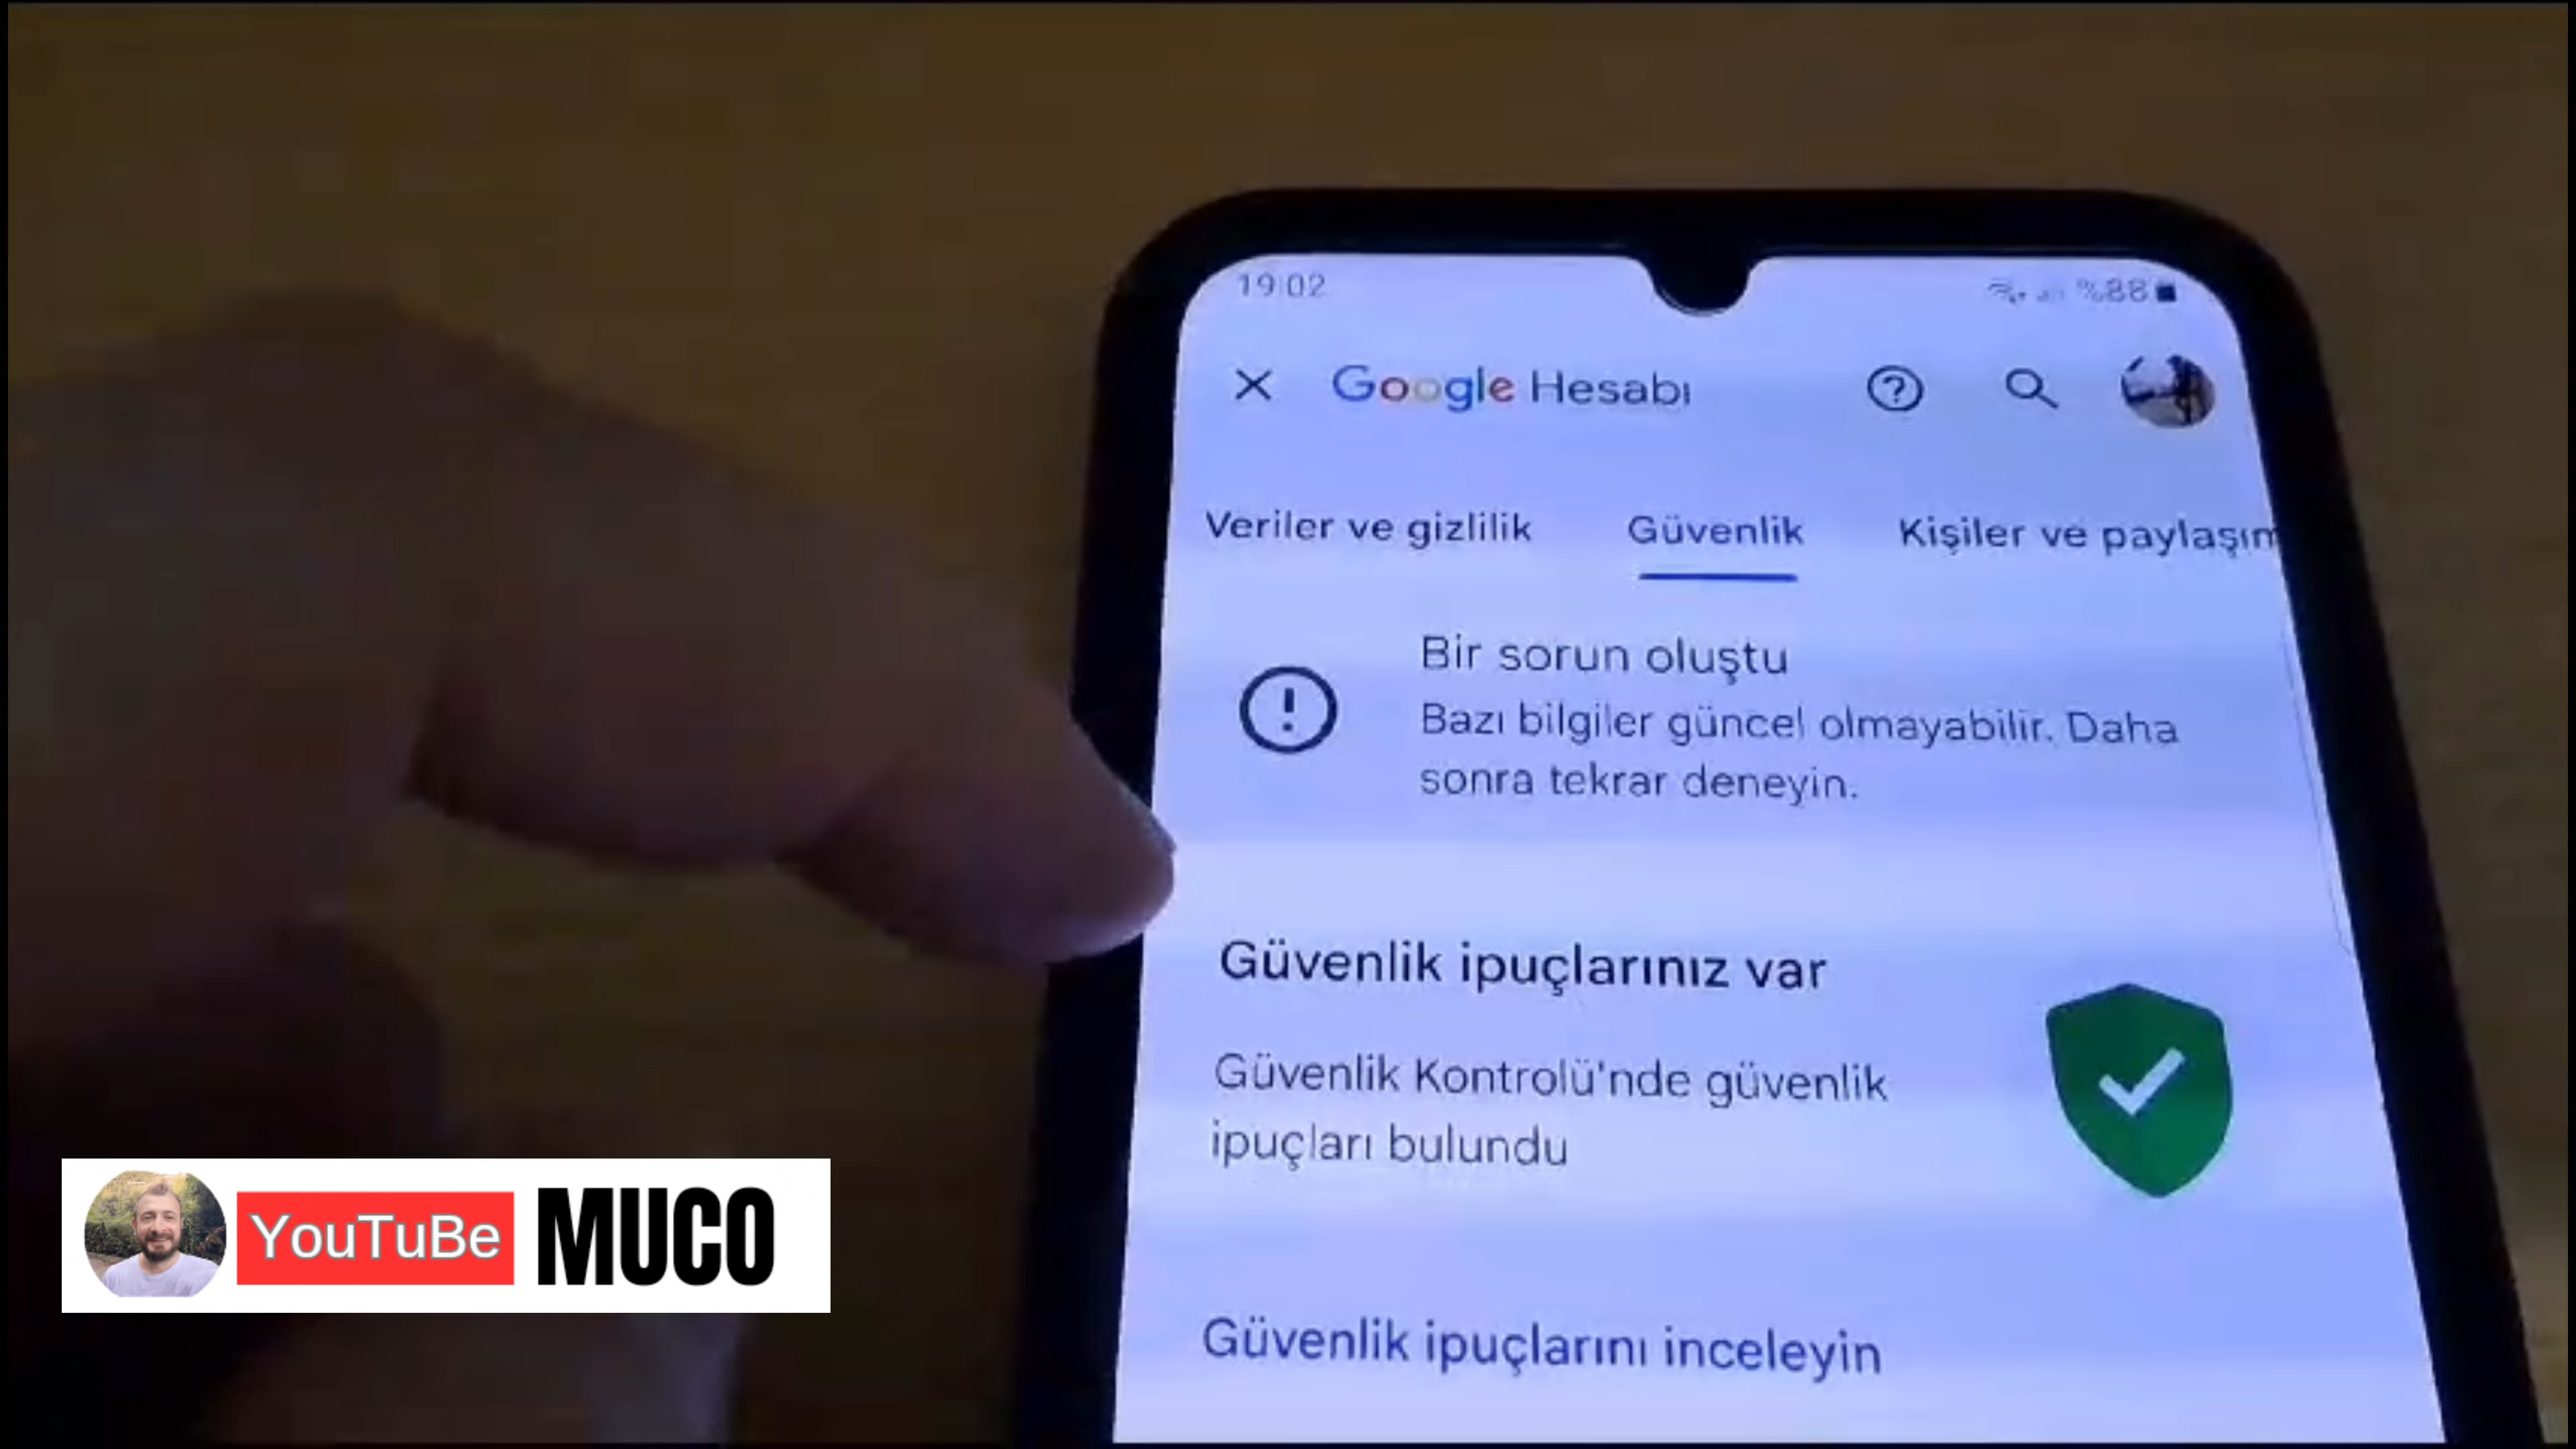 19:02
%88
Google Hesabı
Veriler ve gizlilik
Güvenlik
Kişiler ve paylaşım
Bir sorun oluştu
Bazı bilgiler güncel olmayabilir. Daha
sonra tekrar deneyin.
Güvenlik ipuçlarınız var
Güvenlik Kontrolü'nde güvenlik
ipuçları bulundu
Güvenlik ipuçlarını inceleyin
YouTuBe MUCO